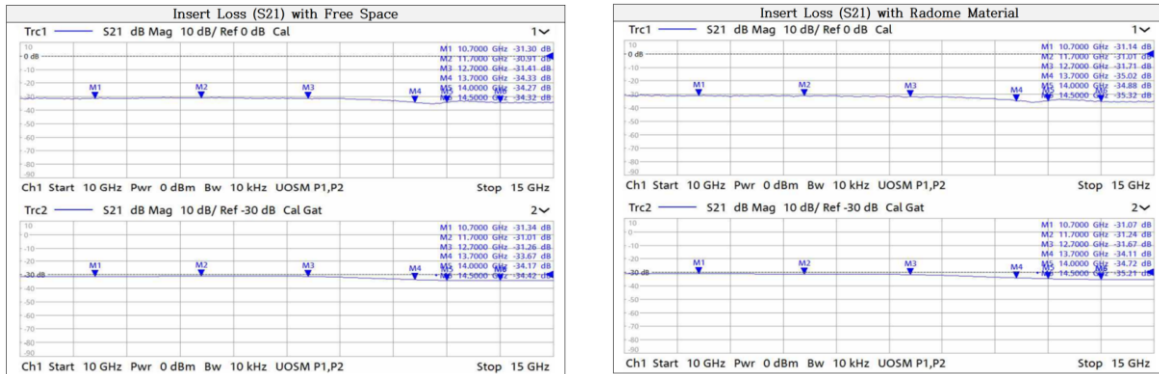 Insert Loss (S21) with Free Space
Trc1 S21 dB Mag 10 dB/ Ref 0 dB Cal 1
10
0 dB
-10
-20
-30
-40
-50
-60
-70
-80
-90
M1 10.7000 GHz -31.30 dB
M2 11.7000 GHz -30.91 dB
M3 12.7000 GHz -31.41 dB
M4 13.7000 GHz -34.33 dB
M5 14.0000 GHz -34.27 dB
M6 14.5000 GHz -34.32 dB
M1 M2 M3 M4 M5 M6
Ch1 Start 10 GHz Pwr 0 dBm Bw 10 kHz UOSM P1,P2 Stop 15 GHz
Trc2 S21 dB Mag 10 dB/ Ref -30 dB Cal Gat 2
-10
-20
-30 dB
-40
-50
-60
-70
-80
-90
M1 10.7000 GHz -31.34 dB
M2 11.7000 GHz -31.01 dB
M3 12.7000 GHz -31.26 dB
M4 13.7000 GHz -33.67 dB
M5 14.0000 GHz -34.17 dB
M6 14.5000 GHz -34.42 dB
M1 M2 M3 M4 M5 M6
Ch1 Start 10 GHz Pwr 0 dBm Bw 10 kHz UOSM P1,P2 Stop 15 GHz
Insert Loss (S21) with Radome Material
Trc1 S21 dB Mag 10 dB/ Ref 0 dB Cal 1
10
0 dB
-10
-20
-30
-40
-50
-60
-70
-80
-90
M1 10.7000 GHz -31.14 dB
M2 11.7000 GHz -31.01 dB
M3 12.7000 GHz -31.71 dB
M4 13.7000 GHz -35.02 dB
M5 14.0000 GHz -34.88 dB
M6 14.5000 GHz -35.32 dB
M1 M2 M3 M4 M5 M6
Ch1 Start 10 GHz Pwr 0 dBm Bw 10 kHz UOSM P1,P2 Stop 15 GHz
Trc2 S21 dB Mag 10 dB/ Ref -30 dB Cal Gat 2
-10
-20
-30 dB
-40
-50
-60
-70
-80
-90
M1 10.7000 GHz -31.07 dB
M2 11.7000 GHz -31.24 dB
M3 12.7000 GHz -31.67 dB
M4 13.7000 GHz -34.11 dB
M5 14.0000 GHz -34.72 dB
M6 14.5000 GHz -35.21 dB
M1 M2 M3 M4 M5 M6
Ch1 Start 10 GHz Pwr 0 dBm Bw 10 kHz UOSM P1,P2 Stop 15 GHz